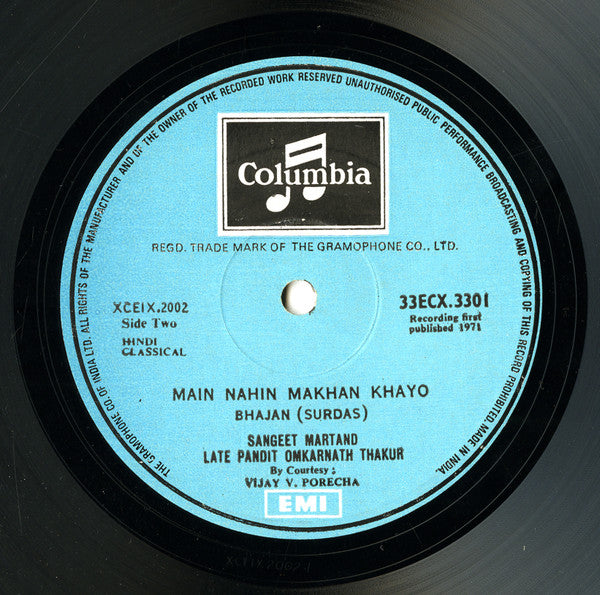 THE GRAMOPHONE CO. OF INDIA LTD. ALL RIGHTS OF THE MANUFACTURER AND OF THE OWNER OF THE RECORDED WORK RESERVED UNAUTHORISED PUBLIC PERFORMANCE BROADCASTING AND COPYING OF THIS RECORD PROHIBITED. MADE IN INDIA.
Columbia
REGD. TRADE MARK OF THE GRAMOPHONE CO., LTD.
XCEIX.2002
Side Two
HINDI
CLASSICAL
33ECX.3301
Recording first
published 1971
MAIN NAHIN MAKHAN KHAYO
BHAJAN (SURDAS)
SANGEET MARTAND
LATE PANDIT OMKARNATH THAKUR
By Courtesy ;
VIJAY V. PORECHA
EMI